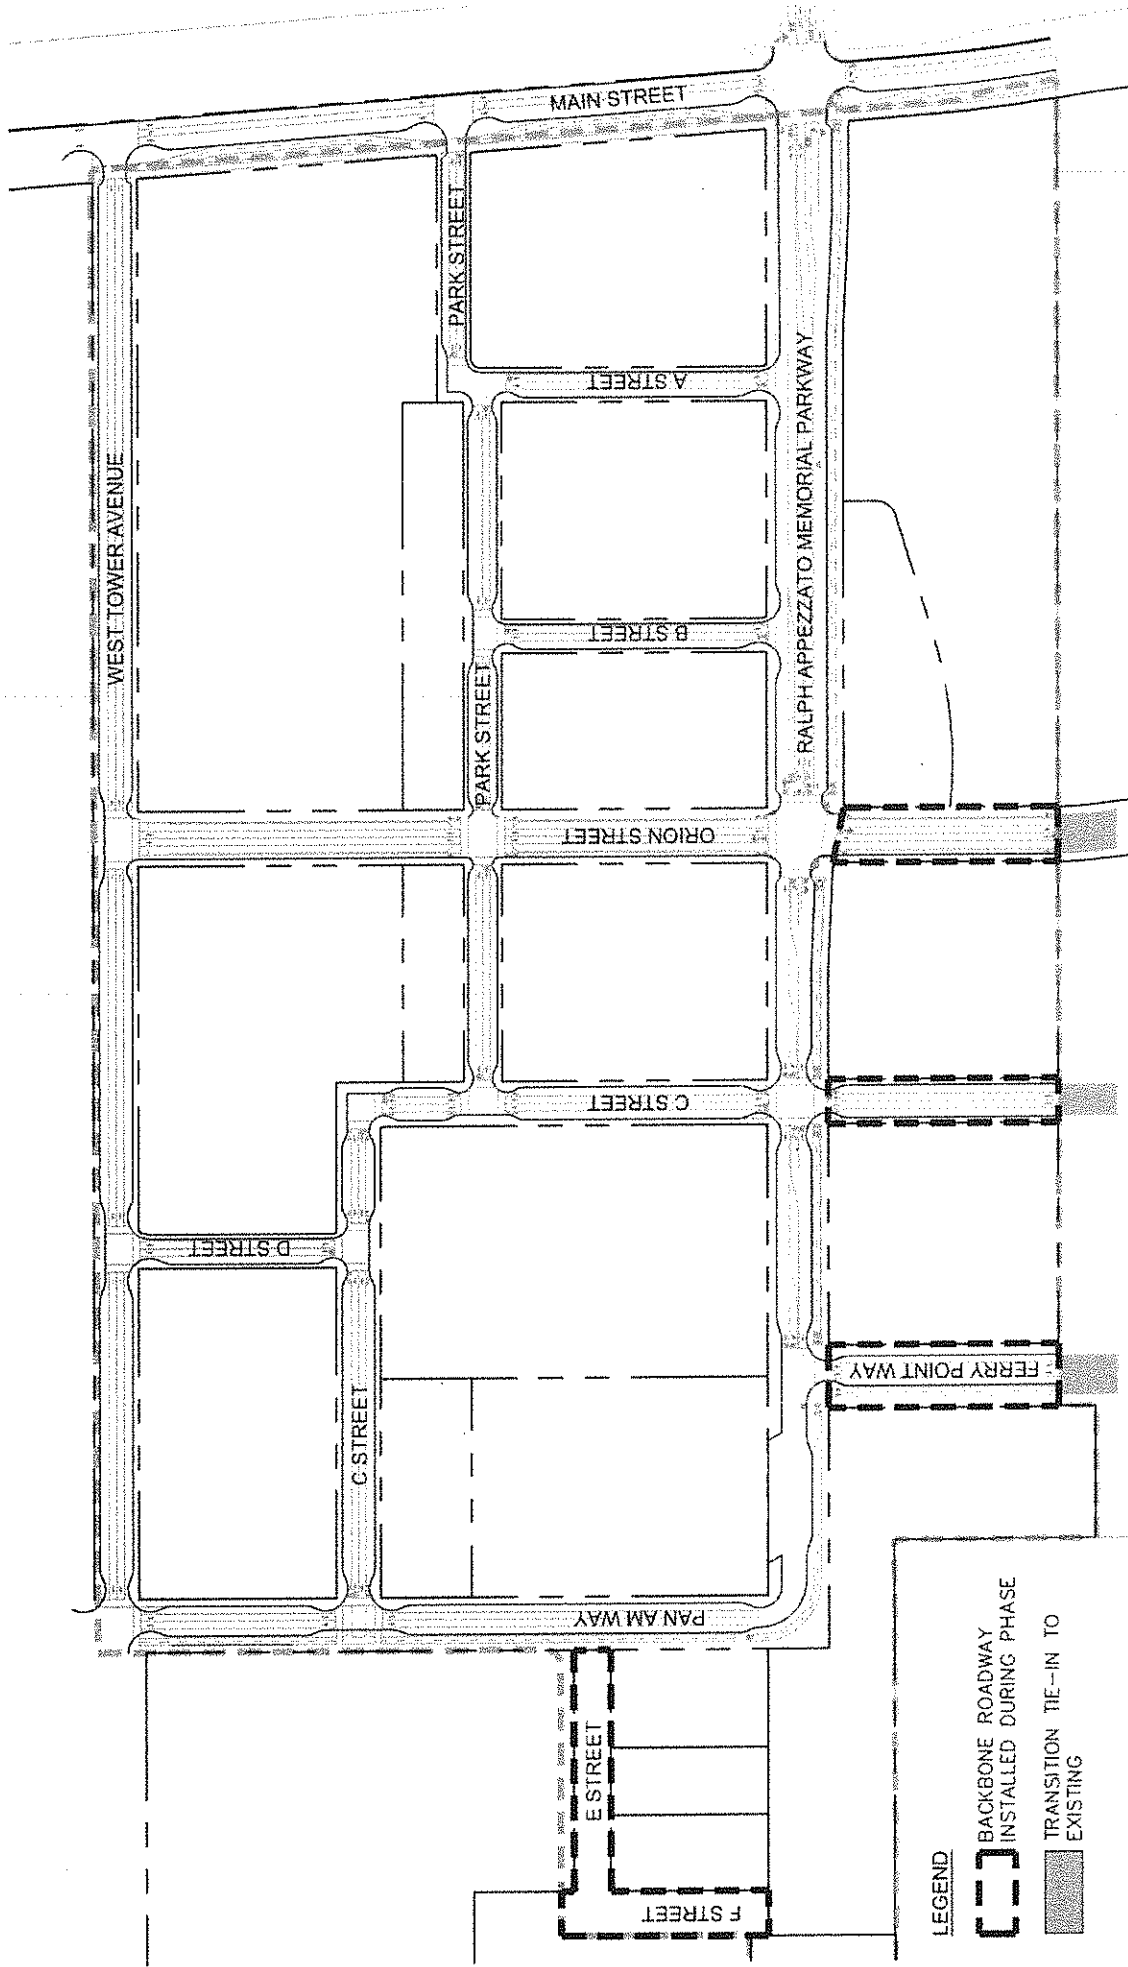 MAIN STREET
PARK STREET
A STREET
WEST TOWER AVENUE
RALPH APPEZZATO MEMORIAL PARKWAY
B STREET
PARK STREET
ORION STREET
C STREET
D STREET
C STREET
FERRY POINT WAY
PAN AM WAY
E STREET
F STREET
LEGEND
BACKBONE ROADWAY
INSTALLED DURING PHASE
TRANSITION TIE-IN TO
EXISTING